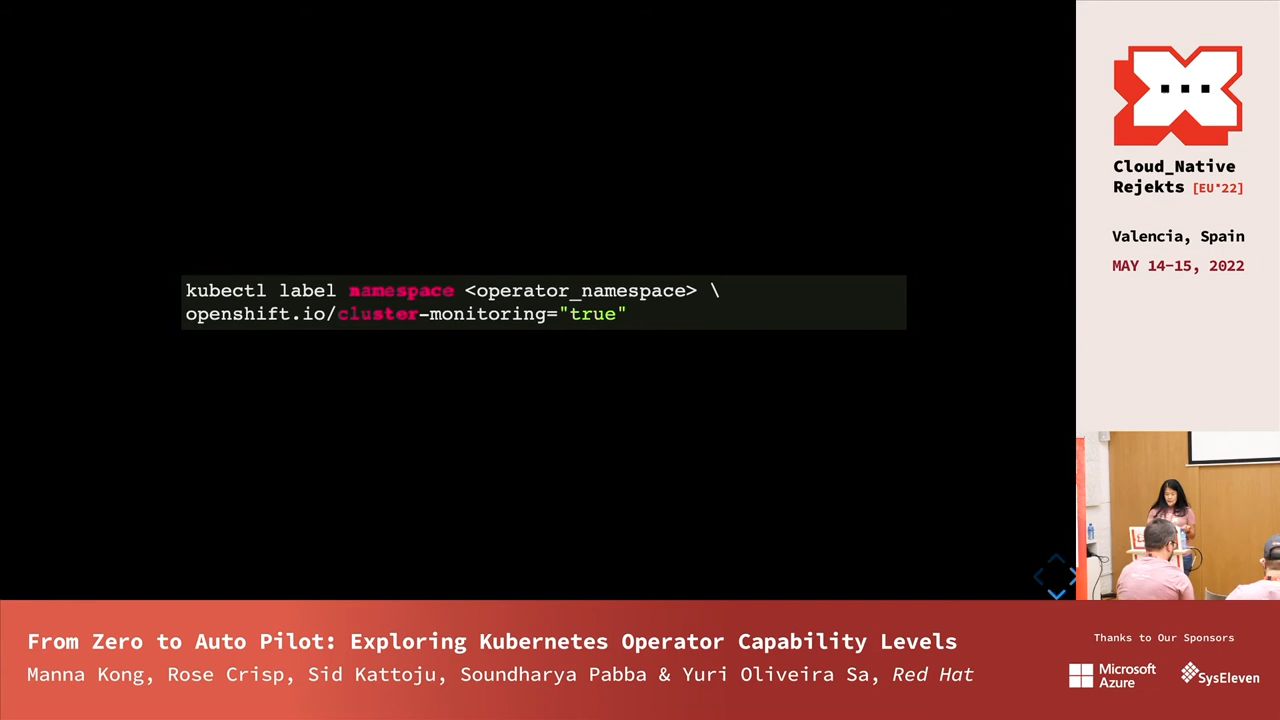 kubectl label namespace <operator_namespace> \
openshift.io/cluster-monitoring="true"
Cloud_Native
Rejekts [EU'22]
Valencia, Spain
MAY 14-15, 2022
From Zero to Auto Pilot: Exploring Kubernetes Operator Capability Levels
Manna Kong, Rose Crisp, Sid Kattoju, Soundharya Pabba & Yuri Oliveira Sa, Red Hat
Thanks to Our Sponsors
Microsoft
Azure
SysEleven